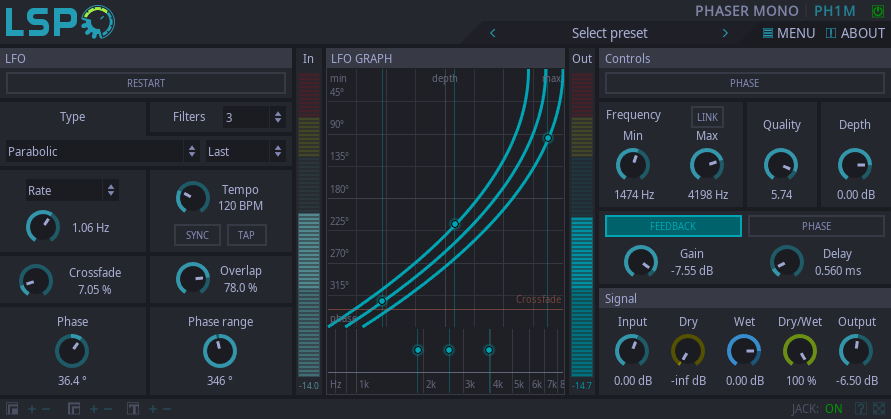 LSP
PHASER MONO PH1M
Select preset
MENU
ABOUT
LFO
RESTART
Type
Filters
3
Parabolic
Last
Rate
1.06 Hz
Tempo
120 BPM
SYNC
TAP
Crossfade
7.05 %
Overlap
78.0 %
Phase
36.4 °
Phase range
346 °
In
-14.0
LFO GRAPH
min depth max
45°
90°
135°
180°
225°
270°
315°
Crossfade
phase
Hz 1k 2k 3k 4k 5k 6k 7k 8
Out
-14.7
Controls
PHASE
Frequency
LINK
Min
Max
1474 Hz
4198 Hz
Quality
5.74
Depth
0.00 dB
FEEDBACK
PHASE
Gain
-7.55 dB
Delay
0.560 ms
Signal
Input Dry Wet Dry/Wet Output
0.00 dB -inf dB 0.00 dB 100 % -6.50 dB
JACK: ON